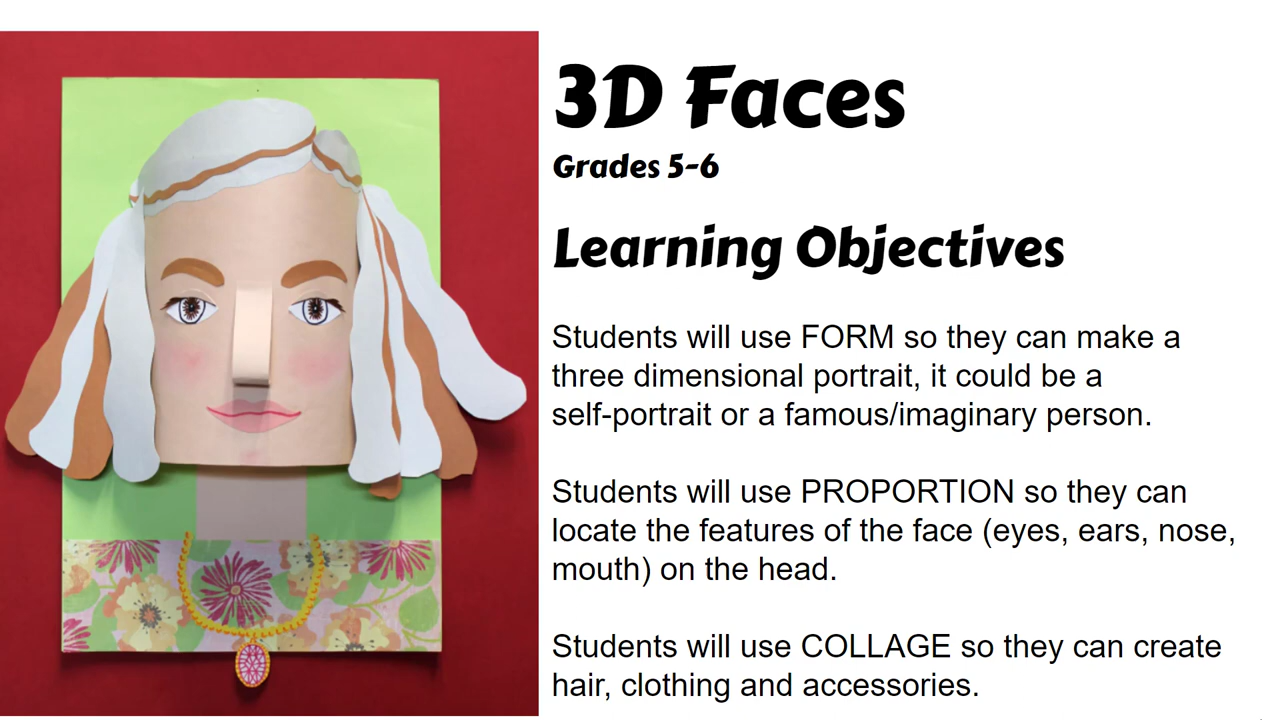 3D Faces
Grades 5-6
Learning Objectives
Students will use FORM so they can make a
three dimensional portrait, it could be a
self-portrait or a famous/imaginary person.
Students will use PROPORTION so they can
locate the features of the face (eyes, ears, nose,
mouth) on the head.
Students will use COLLAGE so they can create
hair, clothing and accessories.